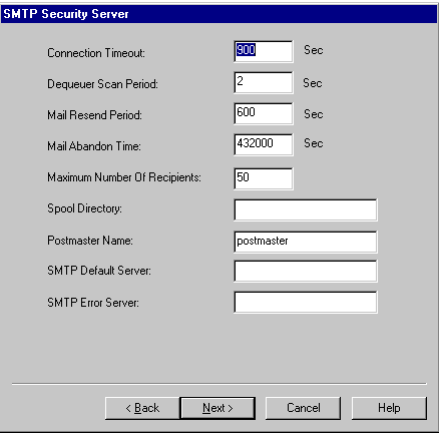 SMTP Security Server
Connection Timeout: 900 Sec
Dequeuer Scan Period: 2 Sec
Mail Resend Period: 600 Sec
Mail Abandon Time: 432000 Sec
Maximum Number Of Recipients: 50
Spool Directory:
Postmaster Name: postmaster
SMTP Default Server:
SMTP Error Server:
< Back Next > Cancel Help